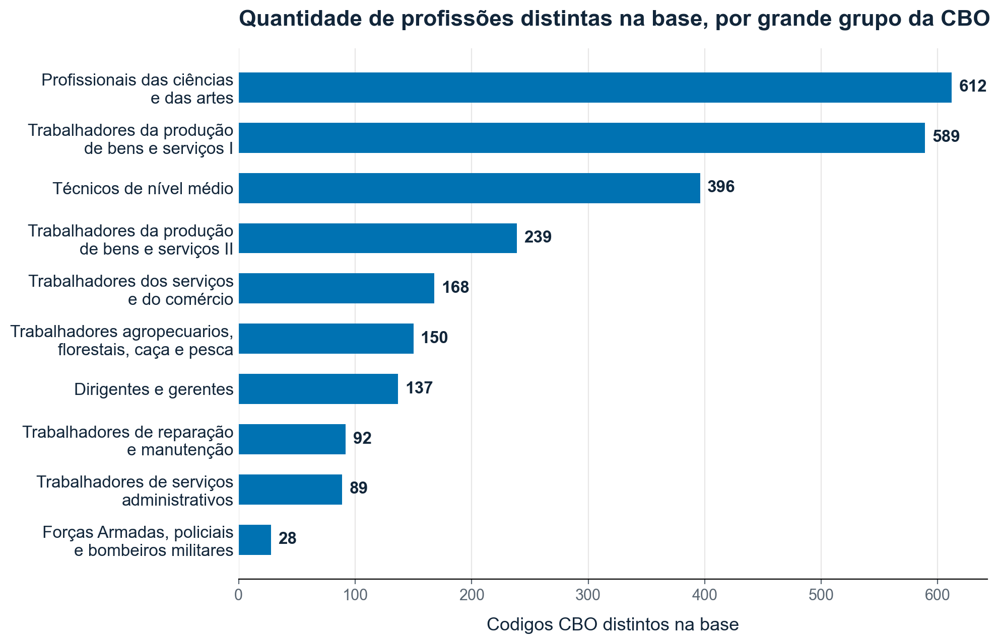 Quantidade de profissões distintas na base, por grande grupo da CBO
Profissionais das ciências
e das artes
612
Trabalhadores da produção
de bens e serviços I
589
Técnicos de nível médio
396
Trabalhadores da produção
de bens e serviços II
239
Trabalhadores dos serviços
e do comércio
168
Trabalhadores agropecuarios,
florestais, caça e pesca
150
Dirigentes e gerentes
137
Trabalhadores de reparação
e manutenção
92
Trabalhadores de serviços
administrativos
89
Forças Armadas, policiais
e bombeiros militares
28
0 100 200 300 400 500 600
Codigos CBO distintos na base